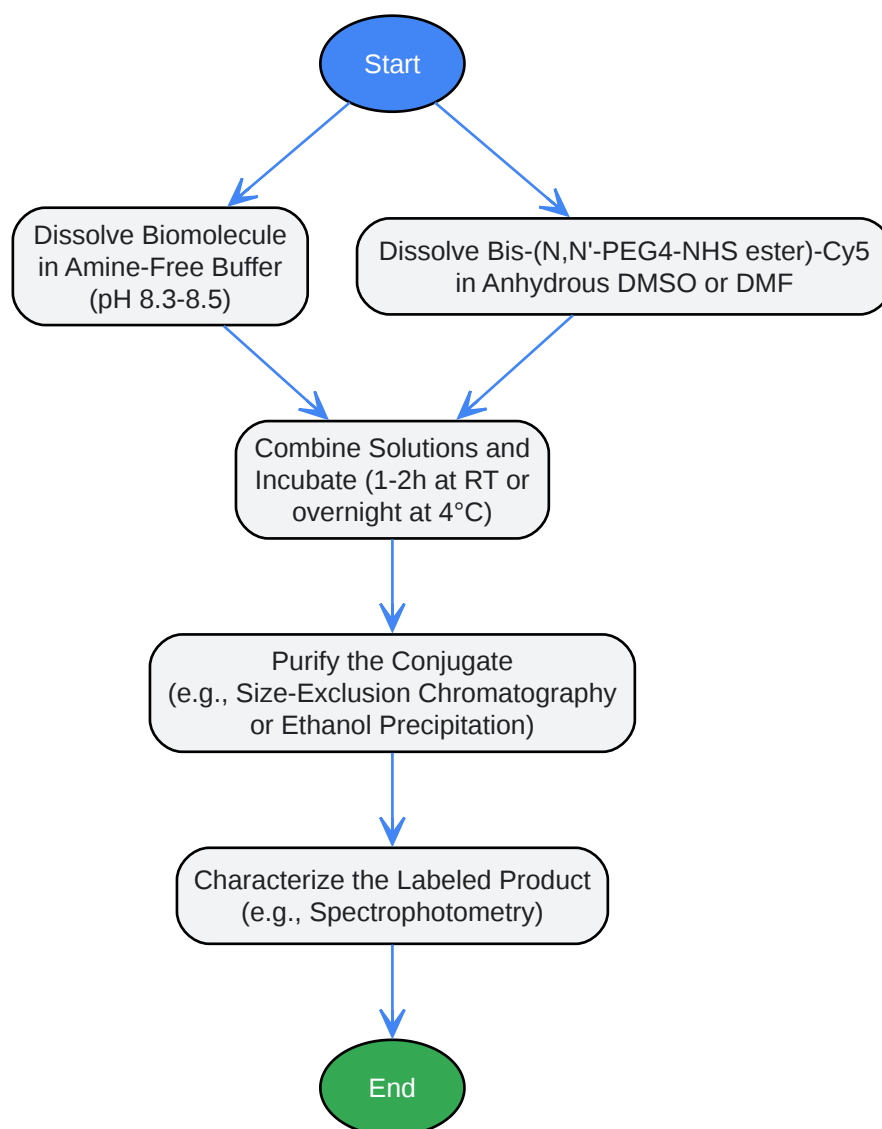 Start
Dissolve Biomolecule
in Amine-Free Buffer
(pH 8.3-8.5)
Dissolve Bis-(N,N'-PEG4-NHS ester)-Cy5
in Anhydrous DMSO or DMF
Combine Solutions and
Incubate (1-2h at RT or
overnight at 4°C)
Purify the Conjugate
(e.g., Size-Exclusion Chromatography
or Ethanol Precipitation)
Characterize the Labeled Product
(e.g., Spectrophotometry)
End